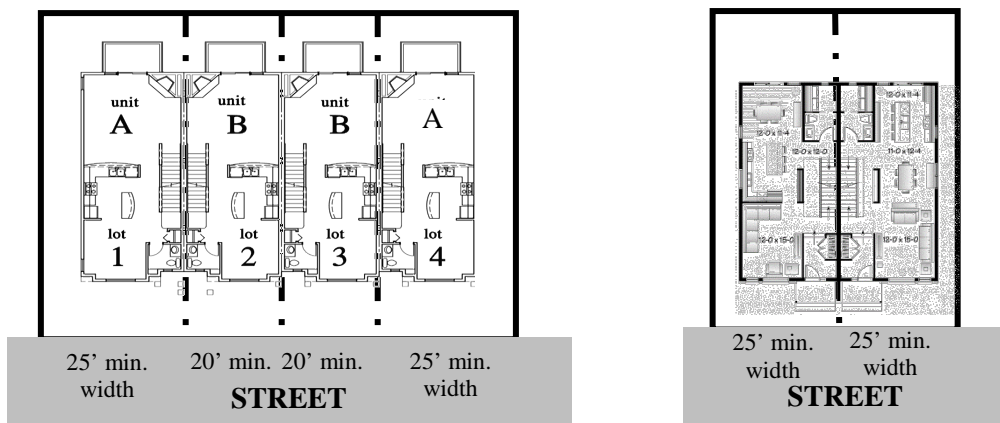 unit
A
unit
B
unit
B
A
lot
1
lot
2
lot
3
lot
4
25’ min.
width
20’ min. 20’ min.
25’ min.
width
STREET
12-0 x 11-4
12-0 x 11-4
12-0 x 12-0
11-0 x 12-4
12-0 x 15-0
12-0 x 15-0
25’ min.
width
25’ min.
width
STREET